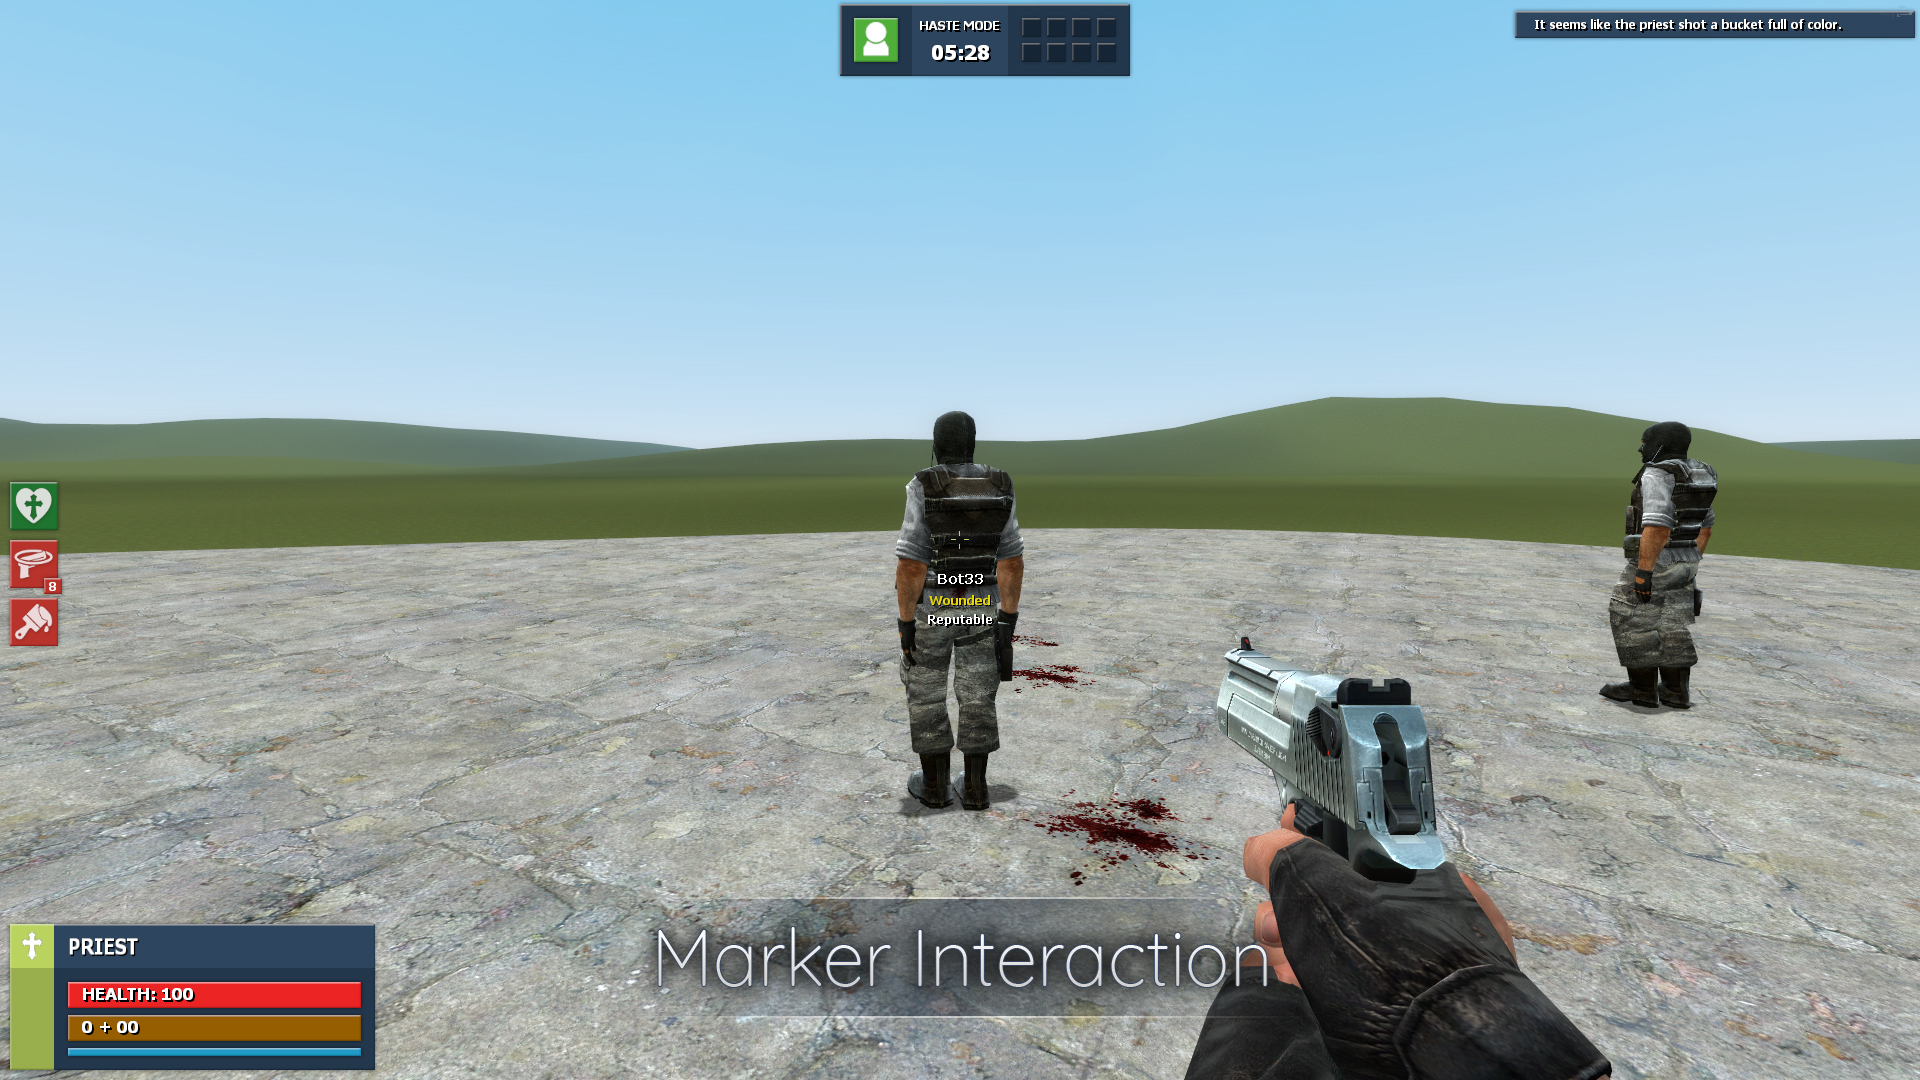 HASTE MODE
05:28
It seems like the priest shot a bucket full of color.
Bot33
Wounded
Reputable
8
PRIEST
HEALTH: 100
0 + 00
Marker Interaction